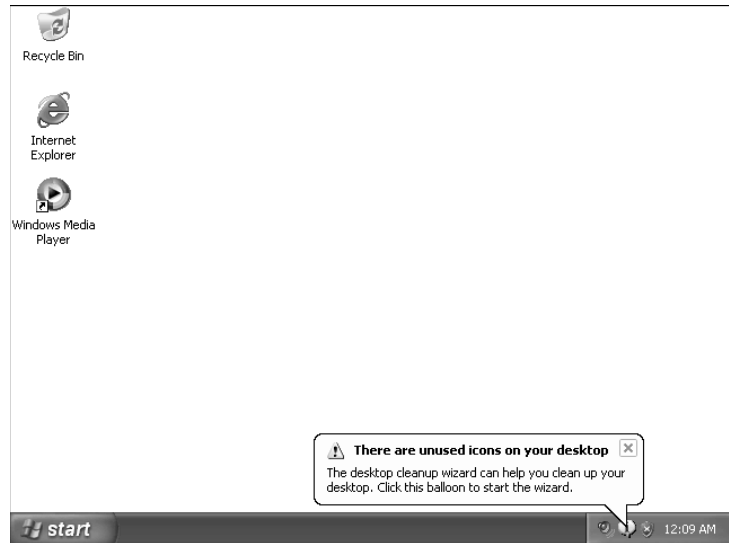 Recycle Bin
Internet
Explorer
Windows Media
Player
There are unused icons on your desktop
The desktop cleanup wizard can help you clean up your
desktop. Click this balloon to start the wizard.
start
12:09 AM